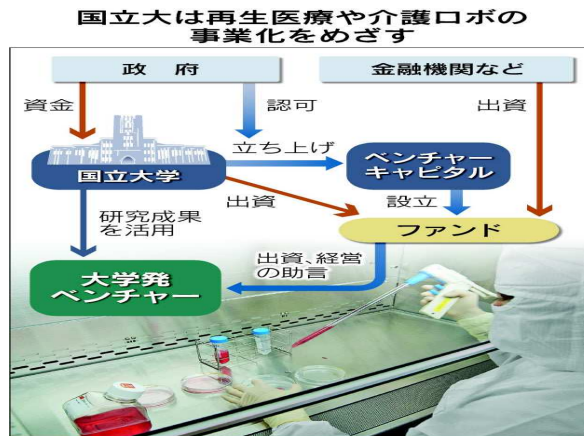 国立大は再生医療や介護ロボの
事業化をめざす
政府
金融機関など
資金
認可
出資
立ち上げ
国立大学
ベンチャー
キャピタル
出資
設立
研究成果
を活用
ファンド
出資、経営
の助言
大学発
ベンチャー